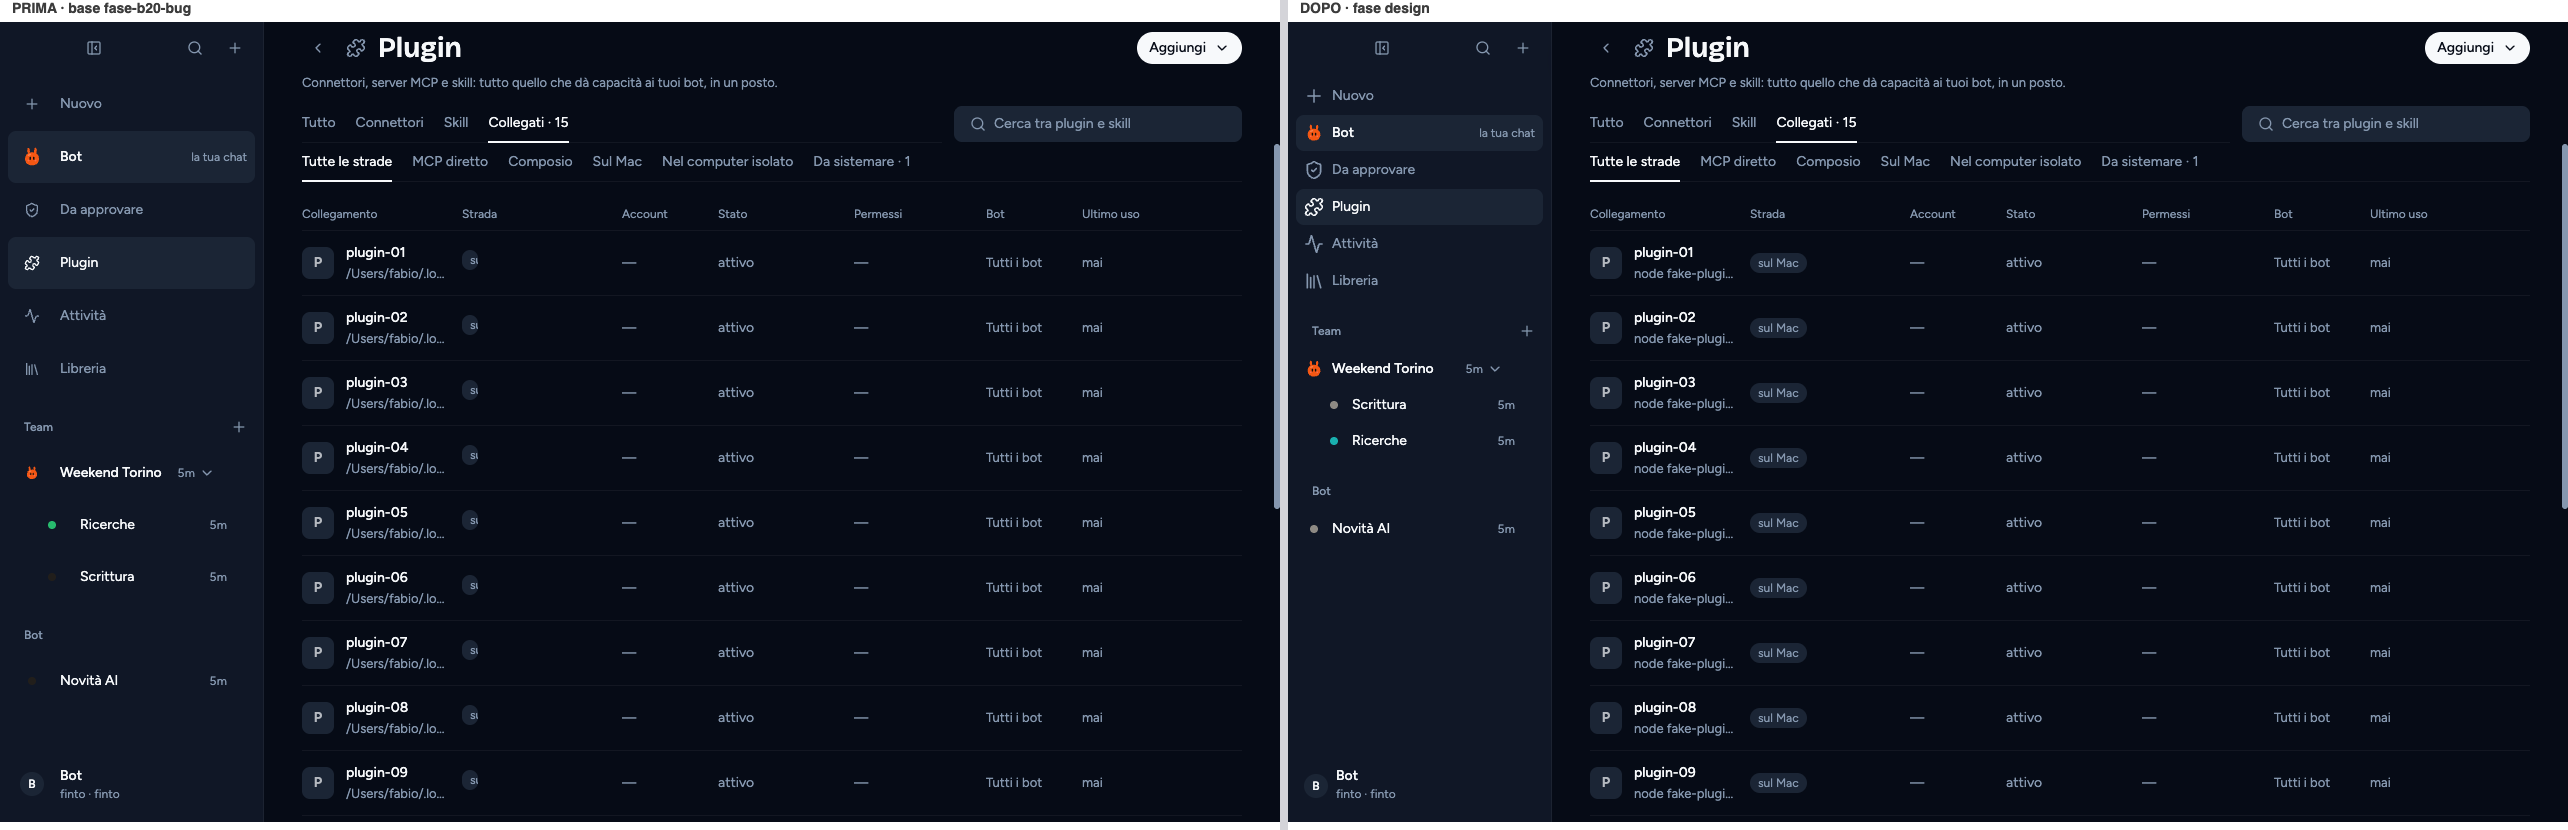 PRIMA · base fase-b20-bug
Nuovo
Bot
la tua chat
Da approvare
Plugin
Attività
Libreria
Team
Weekend Torino 5m
Ricerche 5m
Scrittura 5m
Bot
Novità AI 5m
B
Bot
finto · finto
Plugin
Aggiungi
Connettori, server MCP e skill: tutto quello che dà capacità ai tuoi bot, in un posto.
Tutto Connettori Skill Collegati · 15
Cerca tra plugin e skill
Tutte le strade MCP diretto Composio Sul Mac Nel computer isolato Da sistemare · 1
Collegamento Strada Account Stato Permessi Bot Ultimo uso
P plugin-01 su — attivo — Tutti i bot mai
/Users/fabio/.lo...
P plugin-02 su — attivo — Tutti i bot mai
/Users/fabio/.lo...
P plugin-03 su — attivo — Tutti i bot mai
/Users/fabio/.lo...
P plugin-04 su — attivo — Tutti i bot mai
/Users/fabio/.lo...
P plugin-05 su — attivo — Tutti i bot mai
/Users/fabio/.lo...
P plugin-06 su — attivo — Tutti i bot mai
/Users/fabio/.lo...
P plugin-07 su — attivo — Tutti i bot mai
/Users/fabio/.lo...
P plugin-08 su — attivo — Tutti i bot mai
/Users/fabio/.lo...
P plugin-09 su — attivo — Tutti i bot mai
/Users/fabio/.lo...
DOPO · fase design
Nuovo
Bot
la tua chat
Da approvare
Plugin
Attività
Libreria
Team
Weekend Torino 5m
Scrittura 5m
Ricerche 5m
Bot
Novità AI 5m
B
Bot
finto · finto
Plugin
Aggiungi
Connettori, server MCP e skill: tutto quello che dà capacità ai tuoi bot, in un posto.
Tutto Connettori Skill Collegati · 15
Cerca tra plugin e skill
Tutte le strade MCP diretto Composio Sul Mac Nel computer isolato Da sistemare · 1
Collegamento Strada Account Stato Permessi Bot Ultimo uso
P plugin-01 sul Mac — attivo — Tutti i bot mai
node fake-plugi...
P plugin-02 sul Mac — attivo — Tutti i bot mai
node fake-plugi...
P plugin-03 sul Mac — attivo — Tutti i bot mai
node fake-plugi...
P plugin-04 sul Mac — attivo — Tutti i bot mai
node fake-plugi...
P plugin-05 sul Mac — attivo — Tutti i bot mai
node fake-plugi...
P plugin-06 sul Mac — attivo — Tutti i bot mai
node fake-plugi...
P plugin-07 sul Mac — attivo — Tutti i bot mai
node fake-plugi...
P plugin-08 sul Mac — attivo — Tutti i bot mai
node fake-plugi...
P plugin-09 sul Mac — attivo — Tutti i bot mai
node fake-plugi...